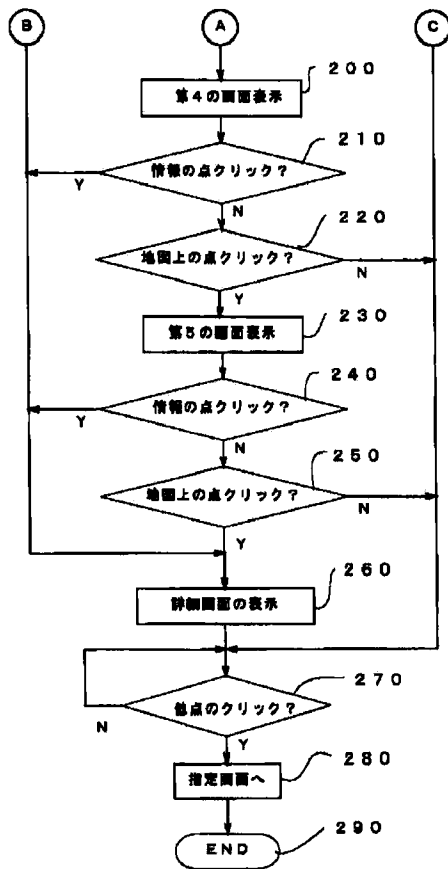 B
A
C
200
第4の画面表示
210
情報の点クリック?
Y
N
220
地図上の点クリック?
N
Y
230
第5の画面表示
240
情報の点クリック?
Y
N
250
地図上の点クリック?
N
Y
260
詳細画面の表示
270
他点のクリック?
N
Y
280
指定画面へ
290
END